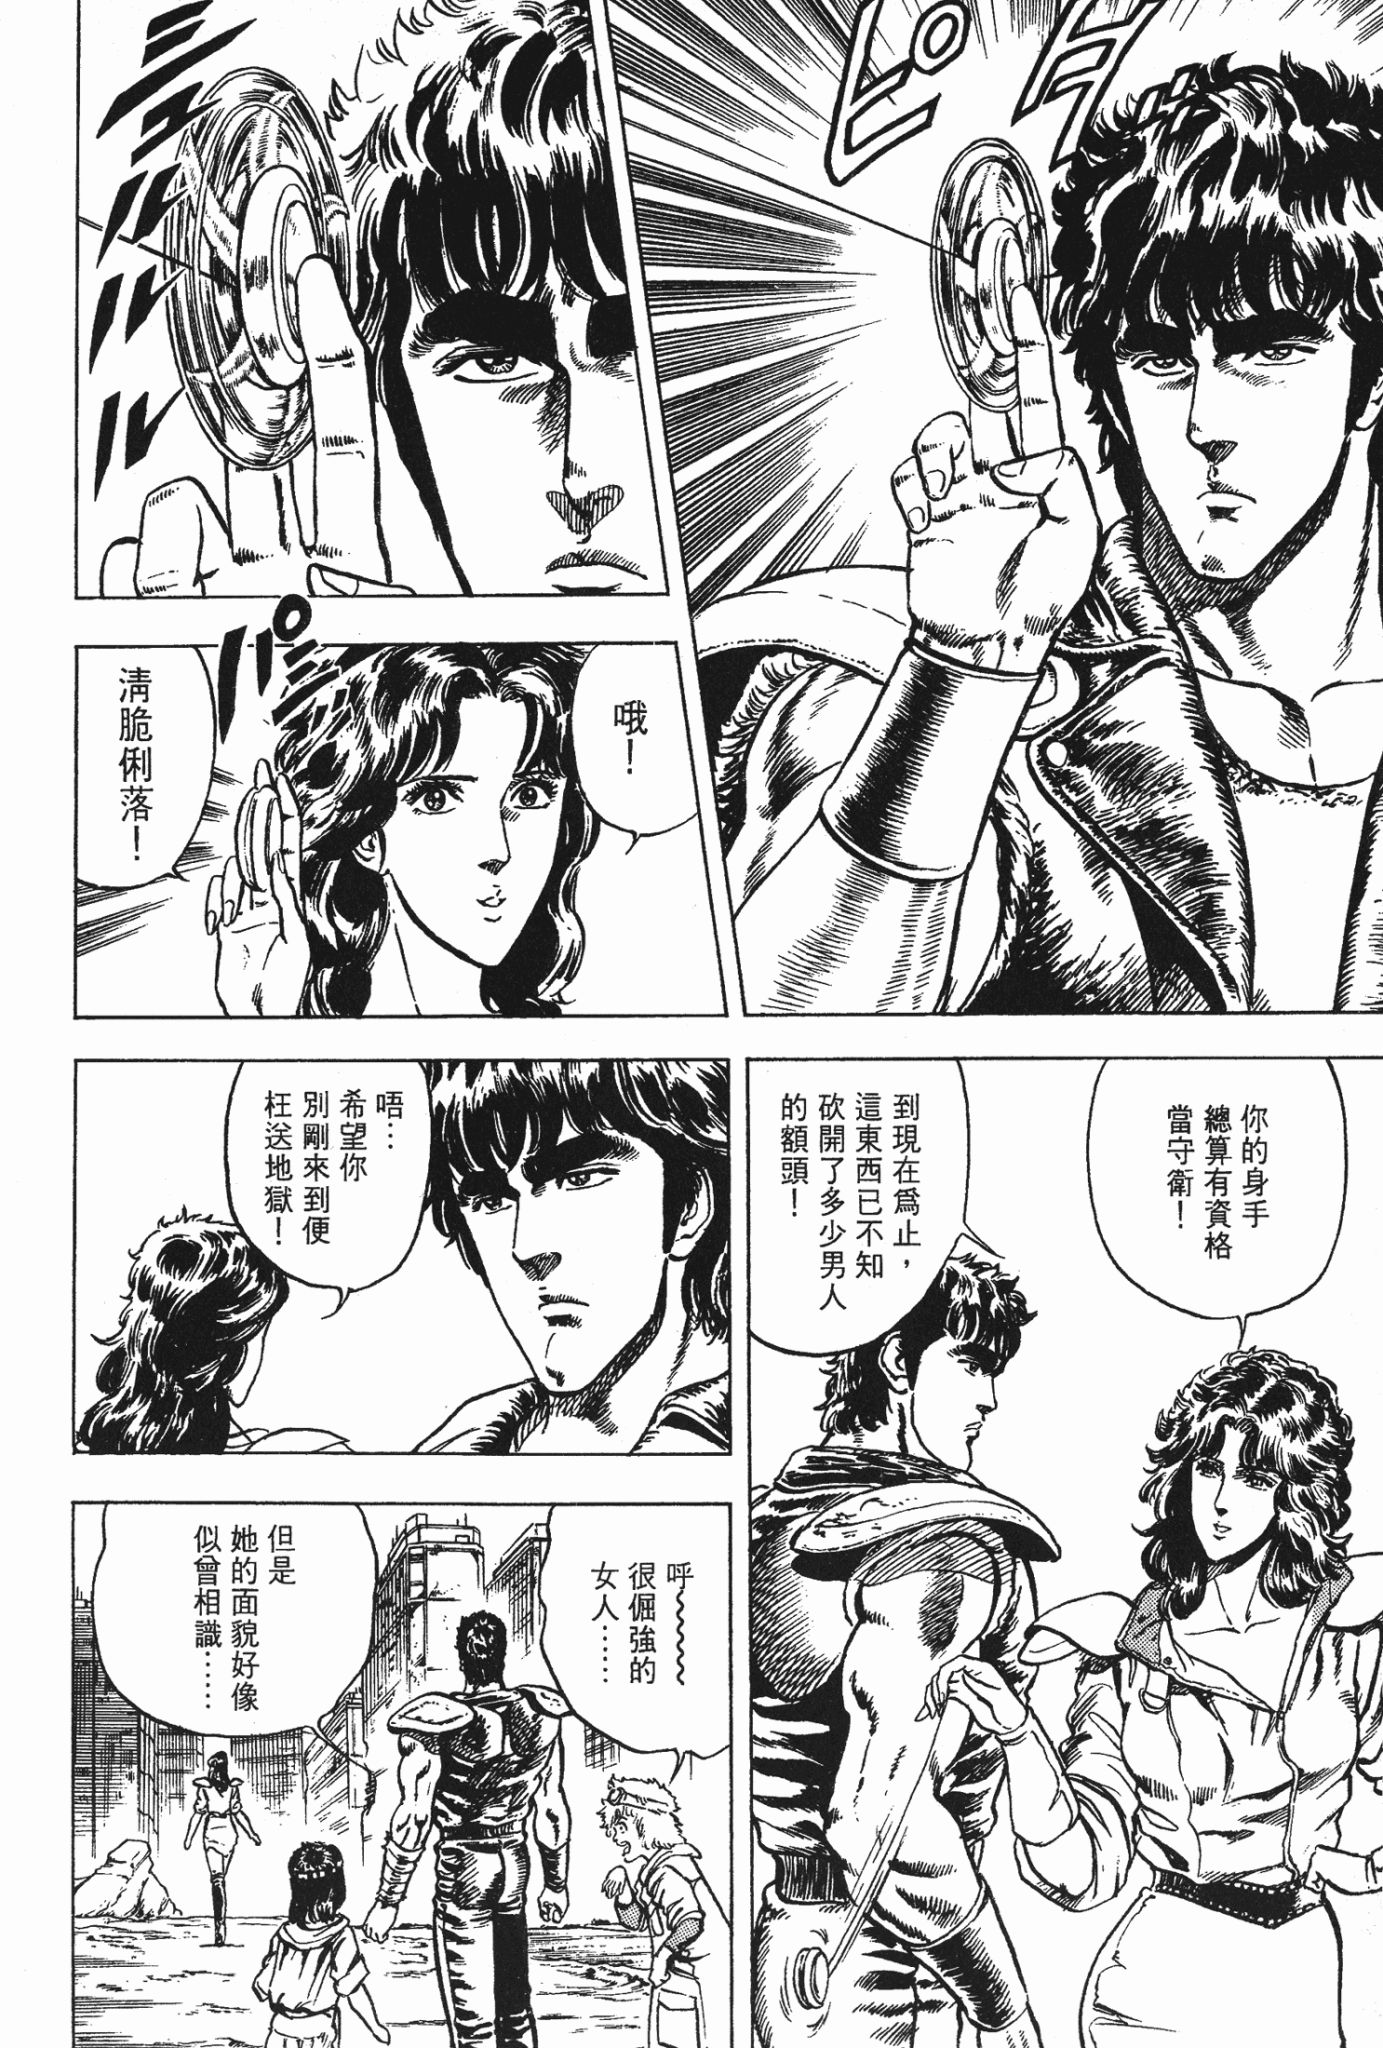 ピタ
ルルルル
哦！
パシ
清脆俐落！
你的身手
總算有資格
當守衛！
到現在為止，
這東西已不知
砍開了多少男人
的額頭！
唔…
希望你
別剛來到便
枉送地獄！
呼～～～
很倔強的
女人……
但是
她的面貌好像
似曾相識……